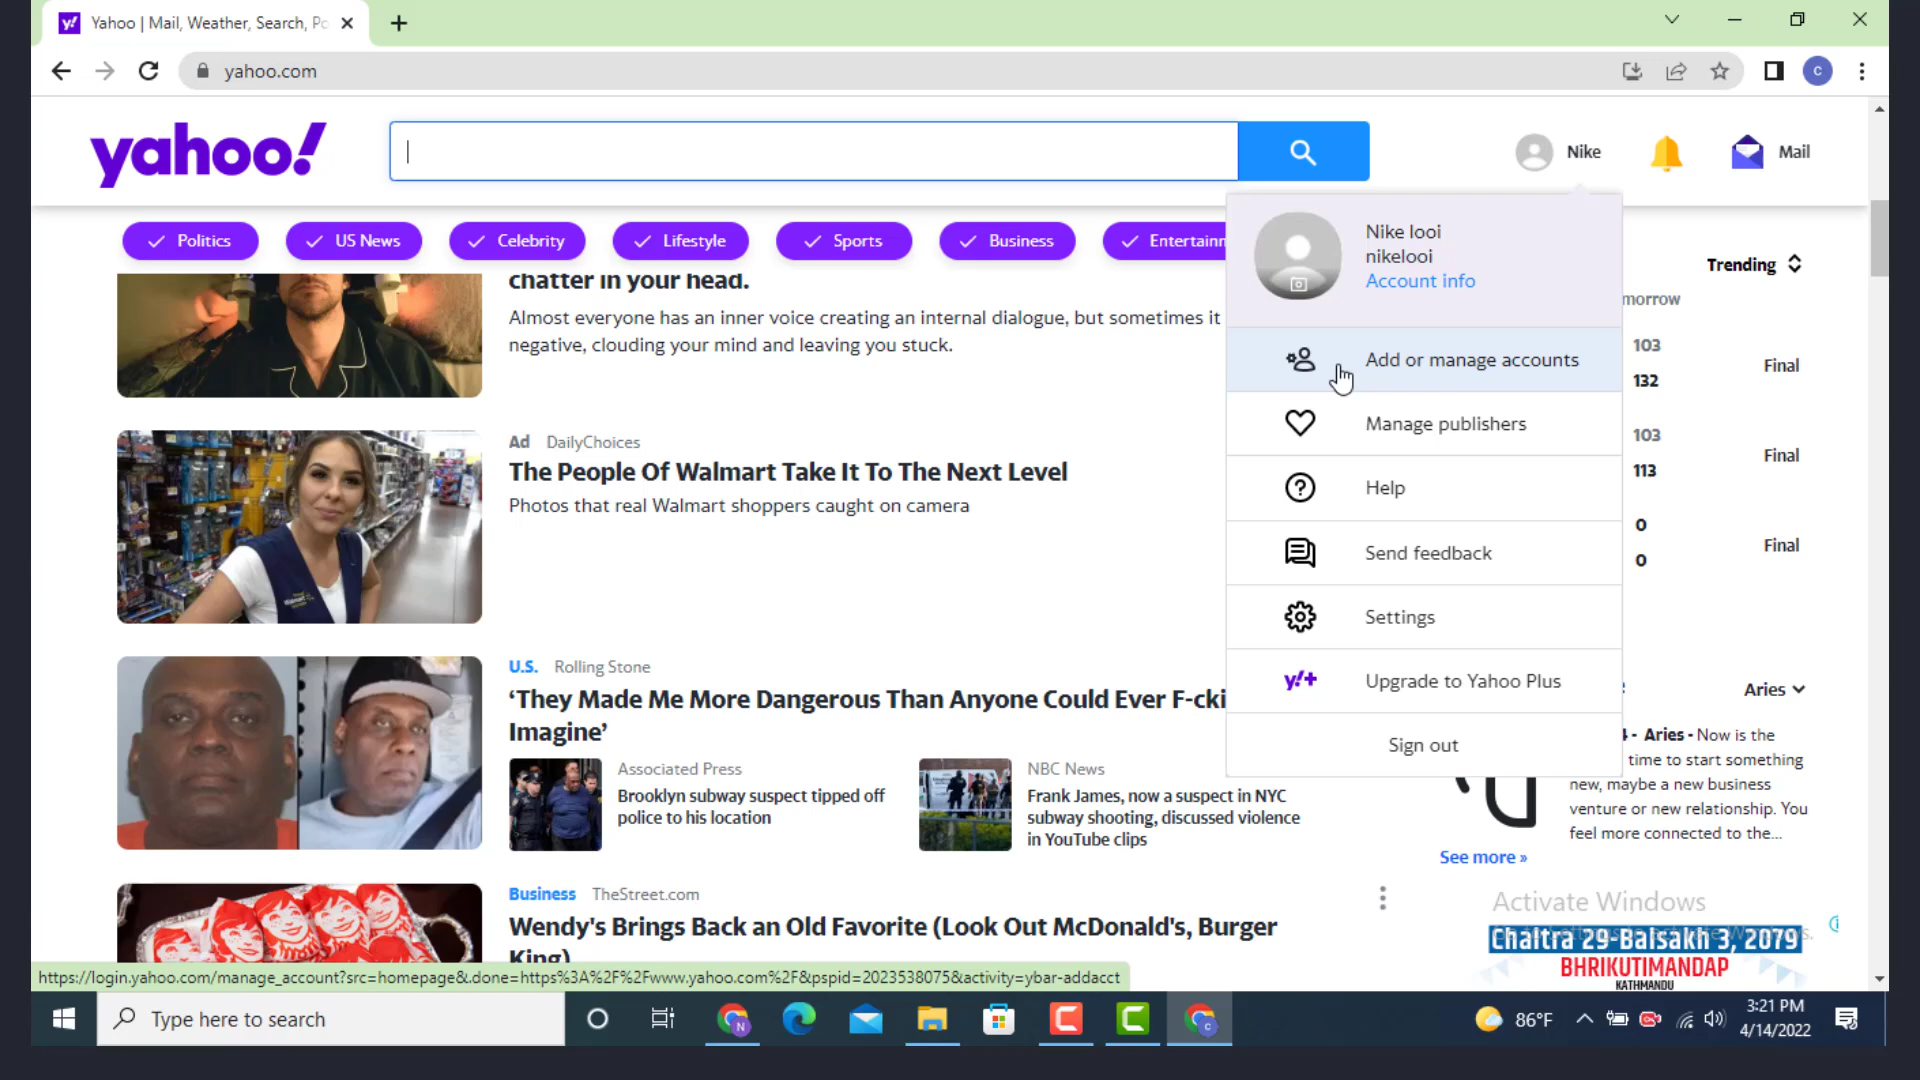 Yahoo | Mail, Weather, Search, Po
yahoo.com
yahoo!
Nike
Mail
Politics
US News
Celebrity
Lifestyle
Sports
Business
Entertainm
chatter in your head.
Almost everyone has an inner voice creating an internal dialogue, but sometimes it
negative, clouding your mind and leaving you stuck.
Ad DailyChoices
The People Of Walmart Take It To The Next Level
Photos that real Walmart shoppers caught on camera
U.S. Rolling Stone
‘They Made Me More Dangerous Than Anyone Could Ever F-cki
Imagine’
Associated Press
Brooklyn subway suspect tipped off
police to his location
NBC News
Frank James, now a suspect in NYC
subway shooting, discussed violence
in YouTube clips
Business TheStreet.com
Wendy's Brings Back an Old Favorite (Look Out McDonald's, Burger
King)
Nike looi
nikelooi
Account info
Add or manage accounts
Manage publishers
Help
Send feedback
Settings
y!+ Upgrade to Yahoo Plus
Sign out
Trending
morrow
103
132 Final
103
113 Final
0
0 Final
Aries
- Aries - Now is the
time to start something
new, maybe a new business
venture or new relationship. You
feel more connected to the...
See more »
Activate Windows
Chaitra 29-Baisakh 3, 2079
BHRIKUTIMANDAP
KATHMANDU
https://login.yahoo.com/manage_account?src=homepage&.done=https%3A%2F%2Fwww.yahoo.com%2F&pspid=2023538075&activity=ybar-addacct
Type here to search
86°F
3:21 PM
4/14/2022